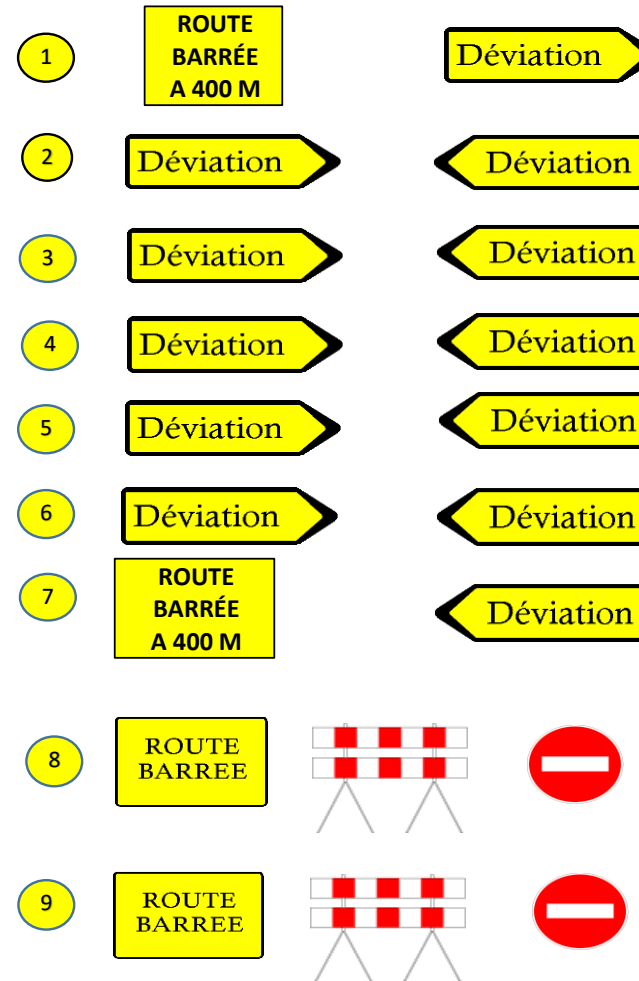 1
ROUTE
BARRÉE
A 400 M
Déviation
2
Déviation
Déviation
3
Déviation
Déviation
4
Déviation
Déviation
5
Déviation
Déviation
6
Déviation
Déviation
7
ROUTE
BARRÉE
A 400 M
Déviation
8
ROUTE
BARREE
9
ROUTE
BARREE